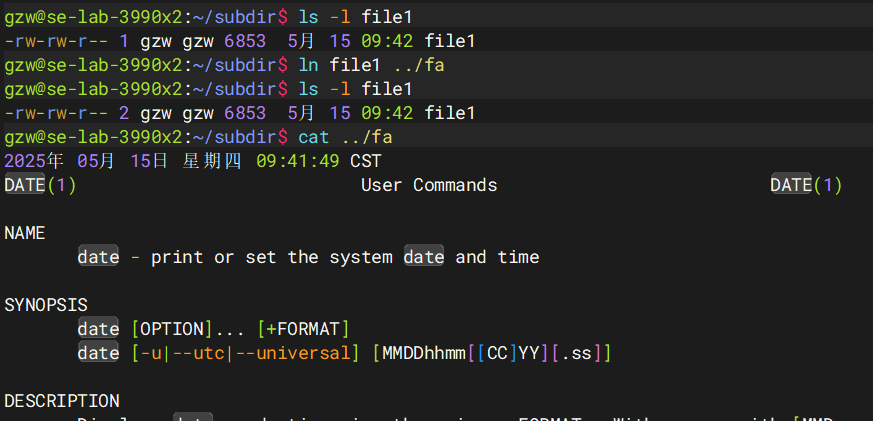 gzw@se-lab-3990x2:~/subdir$ ls -l file1
-rw-rw-r-- 1 gzw gzw 6853  5月 15 09:42 file1
gzw@se-lab-3990x2:~/subdir$ ln file1 ../fa
gzw@se-lab-3990x2:~/subdir$ ls -l file1
-rw-rw-r-- 2 gzw gzw 6853  5月 15 09:42 file1
gzw@se-lab-3990x2:~/subdir$ cat ../fa
2025年 05月 15日 星期四 09:41:49 CST
DATE(1)                          User Commands                         DATE(1)
NAME
       date - print or set the system date and time
SYNOPSIS
       date [OPTION]... [+FORMAT]
       date [-u|--utc|--universal] [MMDDhhmm[[CC]YY][.ss]]
DESCRIPTION